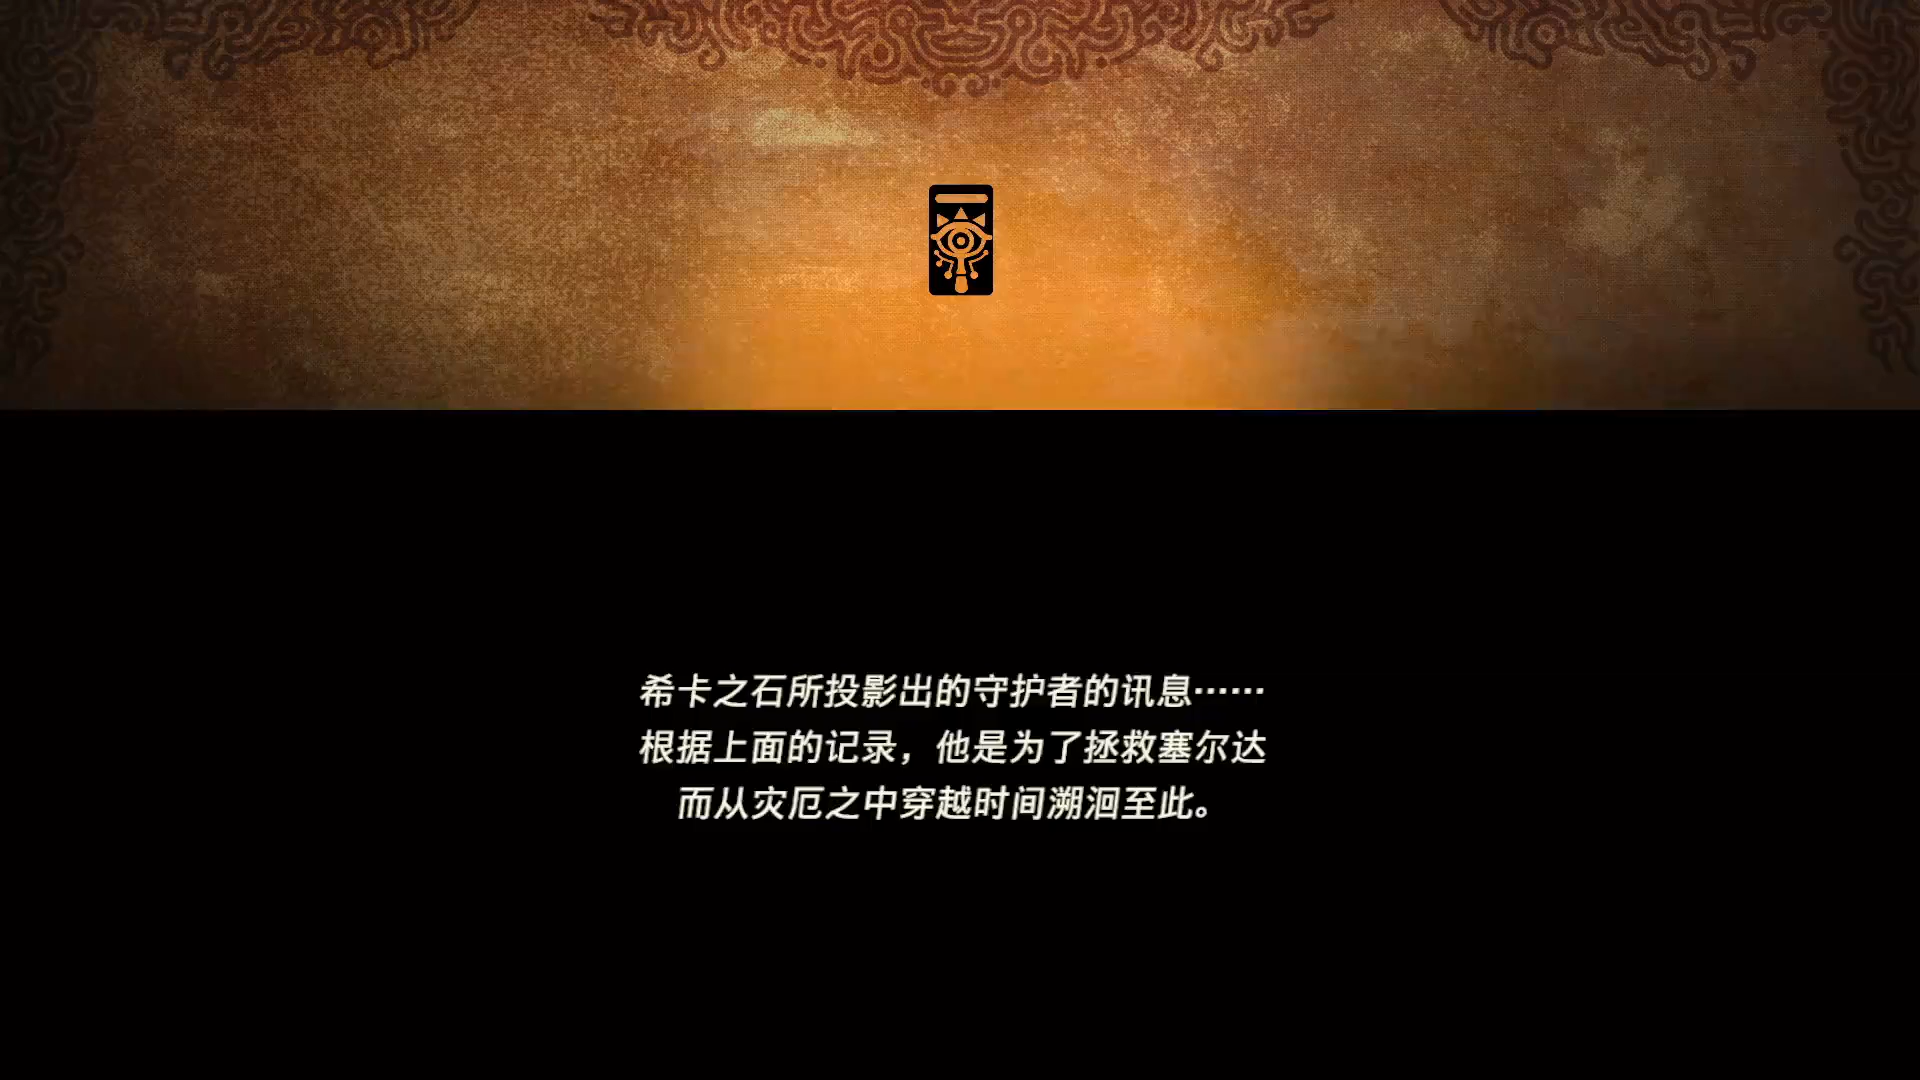 希卡之石所投影出的守护者的讯息……
根据上面的记录，他是为了拯救塞尔达
而从灾厄之中穿越时间溯洄至此。